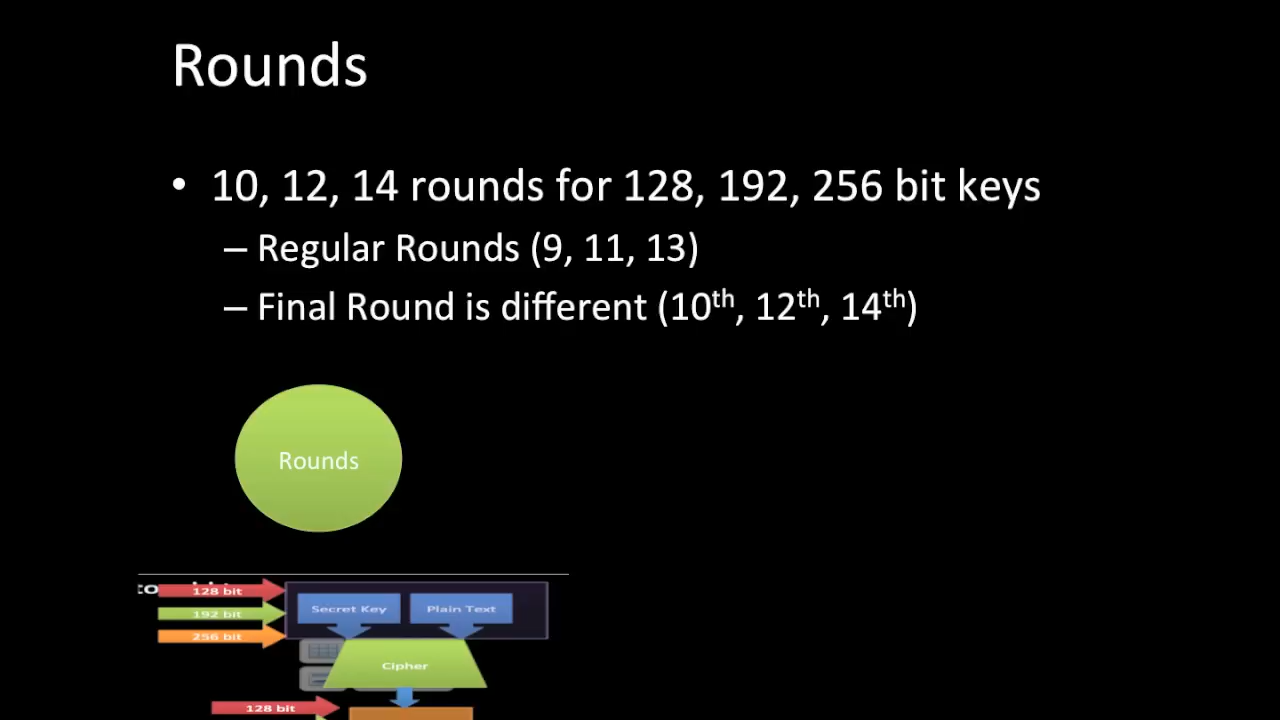 Rounds
• 10, 12, 14 rounds for 128, 192, 256 bit keys
– Regular Rounds (9, 11, 13)
– Final Round is different (10th, 12th, 14th)
Rounds
128 bit
192 bit
256 bit
Secret Key
Plain Text
Cipher
128 bit